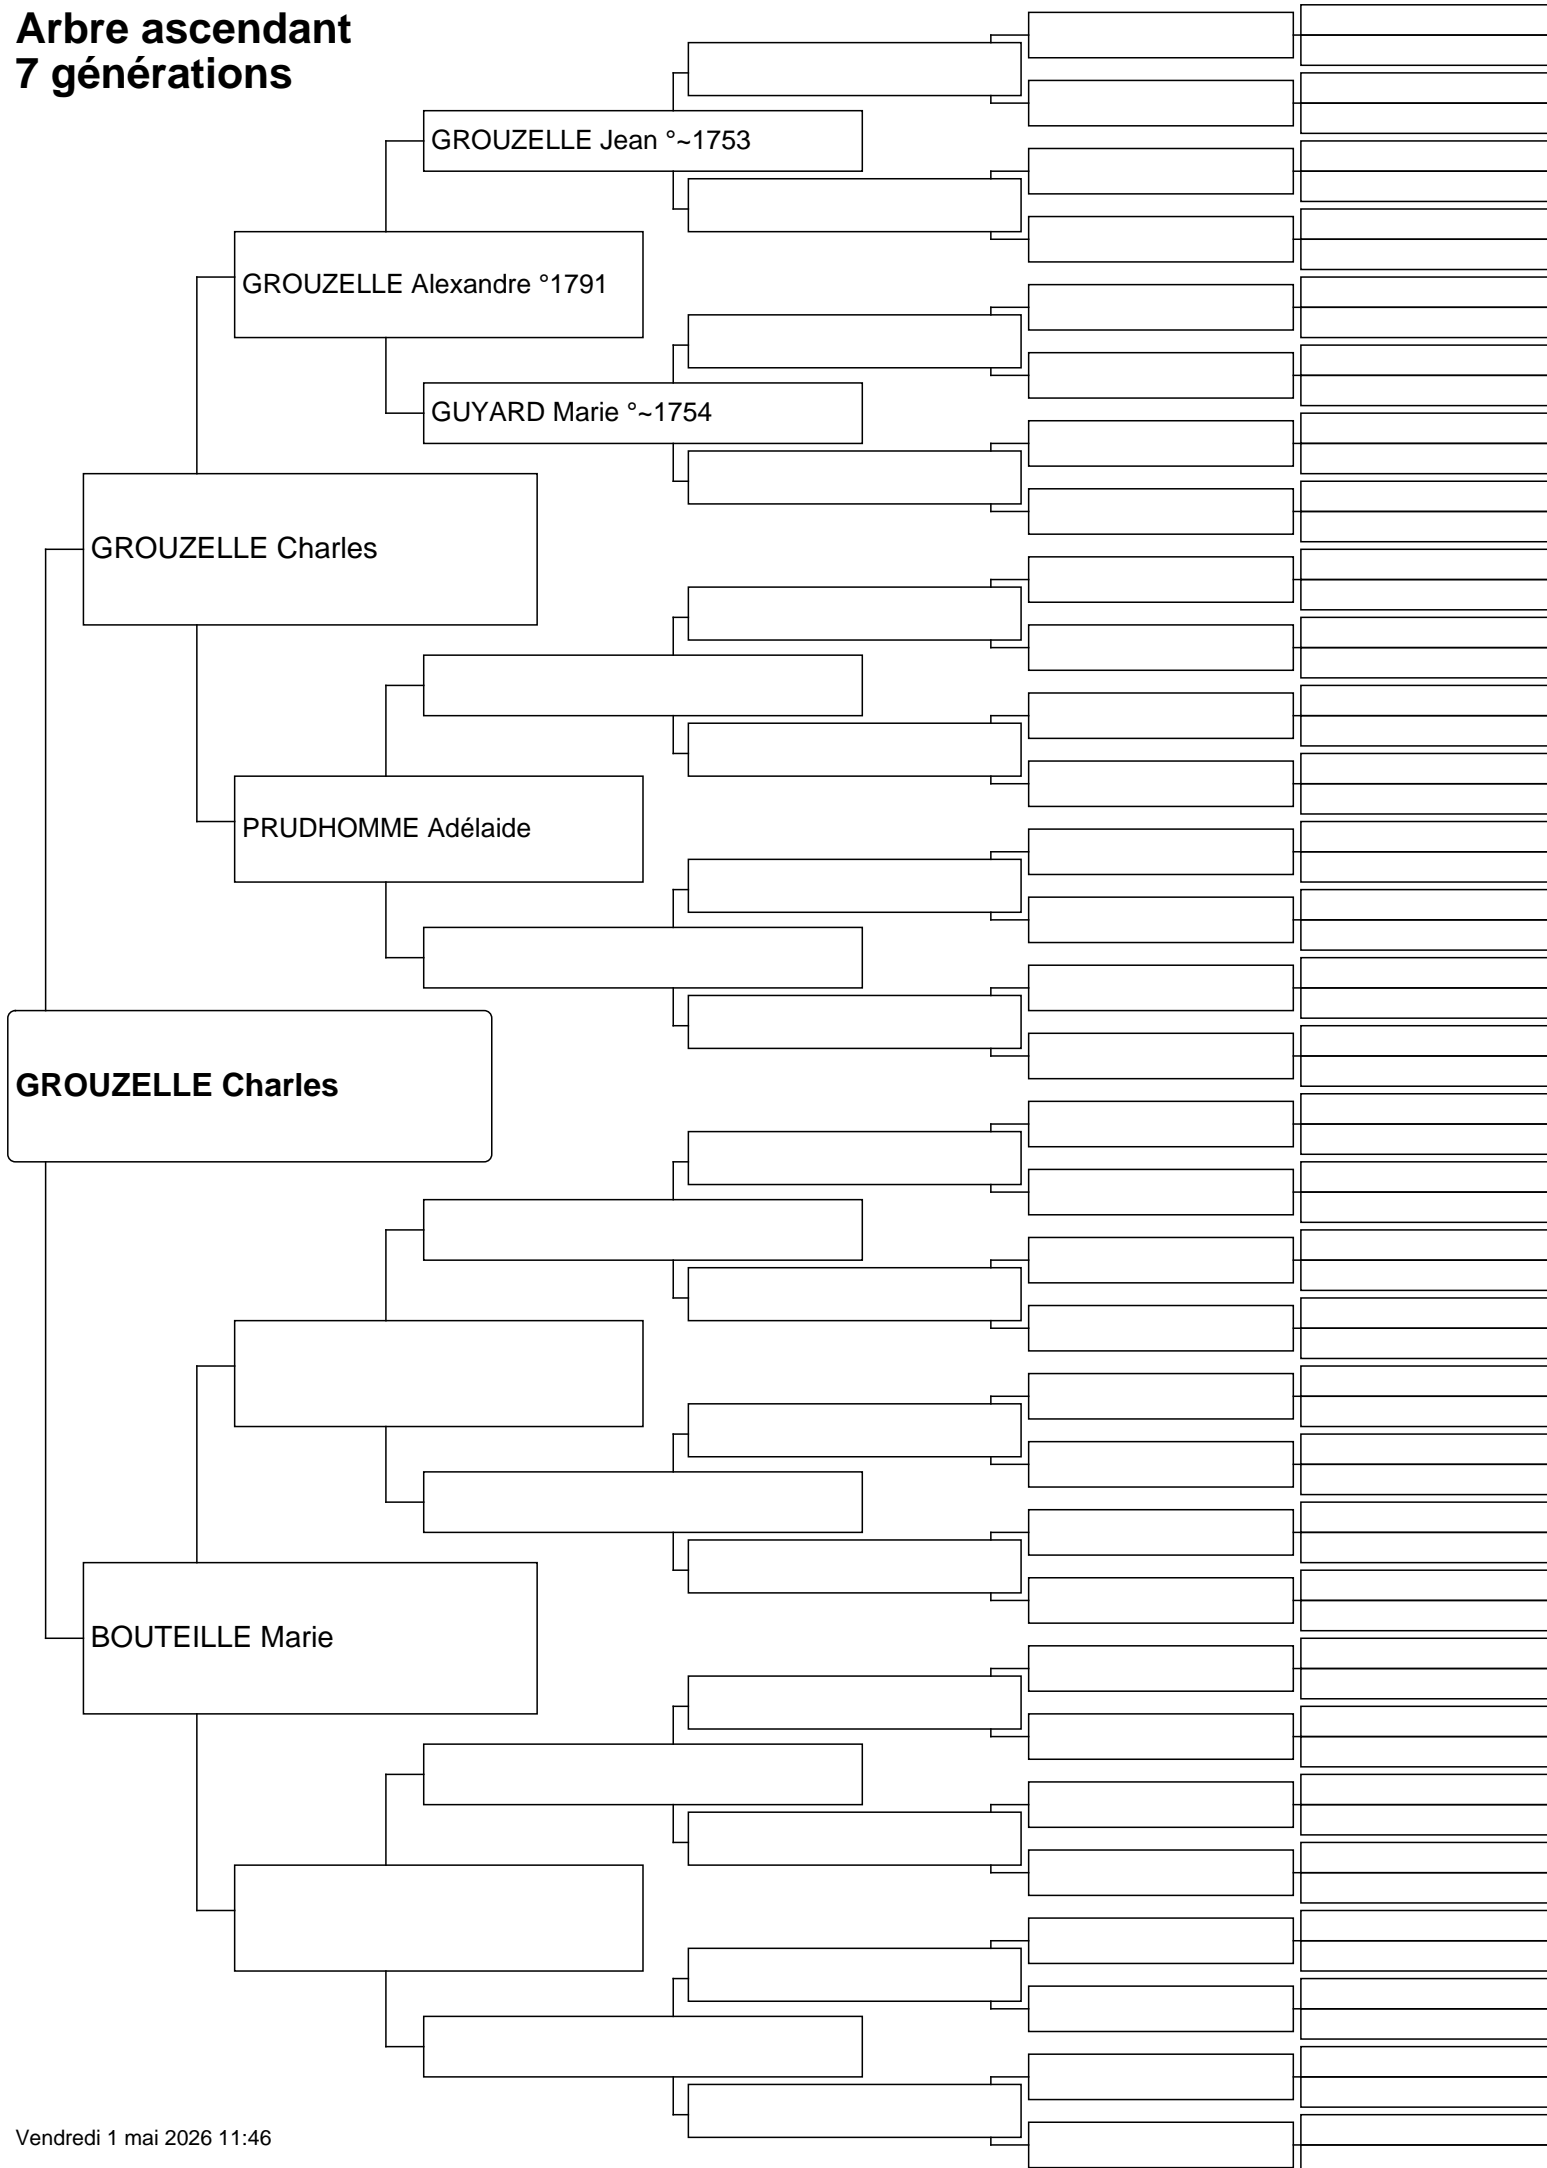 Arbre ascendant
7 générations
GROUZELLE Jean °~1753
GROUZELLE Alexandre °1791
GUYARD Marie °~1754
GROUZELLE Charles
PRUDHOMME Adélaide
GROUZELLE Charles
BOUTEILLE Marie
Vendredi 1 mai 2026 11:46